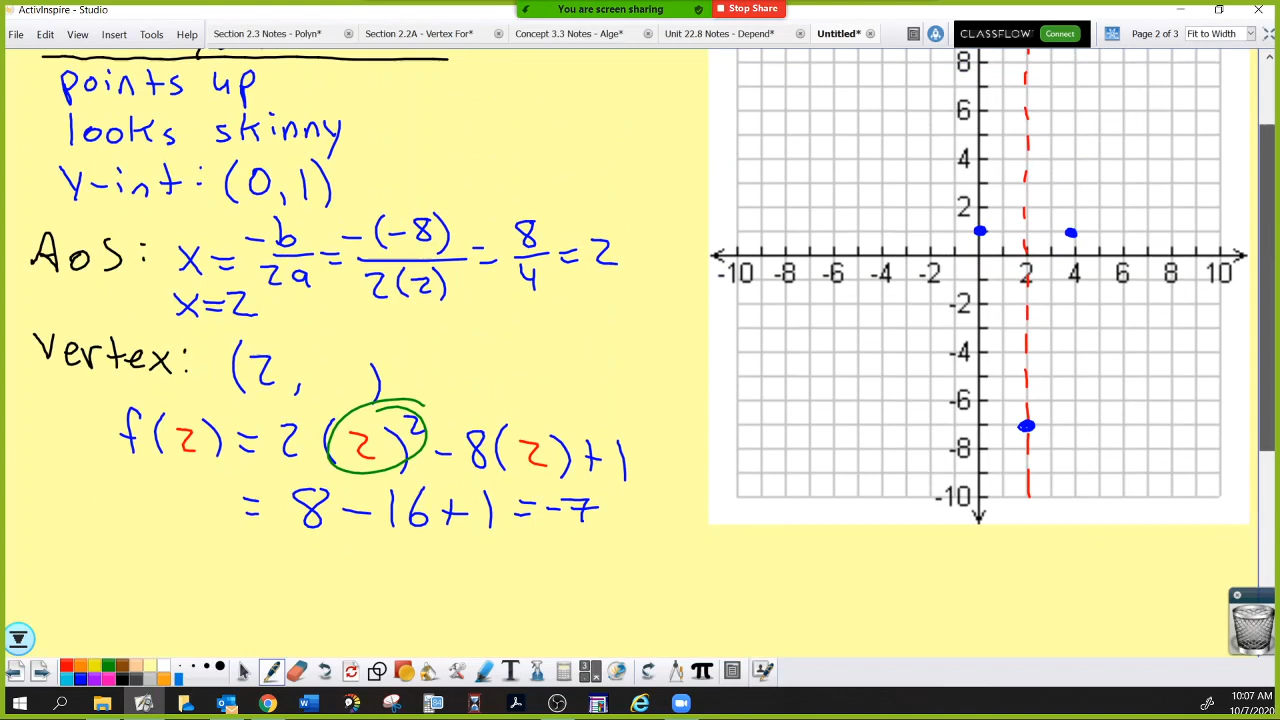 ActivInspire - Studio
You are screen sharing
Stop Share
File Edit View Insert Tools Help
Section 2.3 Notes - Polyn*
Section 2.2A - Vertex For*
Concept 3.3 Notes - Alge*
Unit 22.8 Notes - Depend*
Untitled*
CLASSFLOW Connect
Page 2 of 3
Fit to Width
points up
looks skinny
y-int: (0,1)
AoS: x = -b/2a = -(-8)/2(2) = 8/4 = 2
x=2
Vertex: (2, )
f(2) = 2(2)² - 8(2)+1
= 8 - 16 + 1 = -7
8
6
4
2
-10 -8 -6 -4 -2 2 4 6 8 10
-2
-4
-6
-8
-10
10:07 AM
10/7/2020